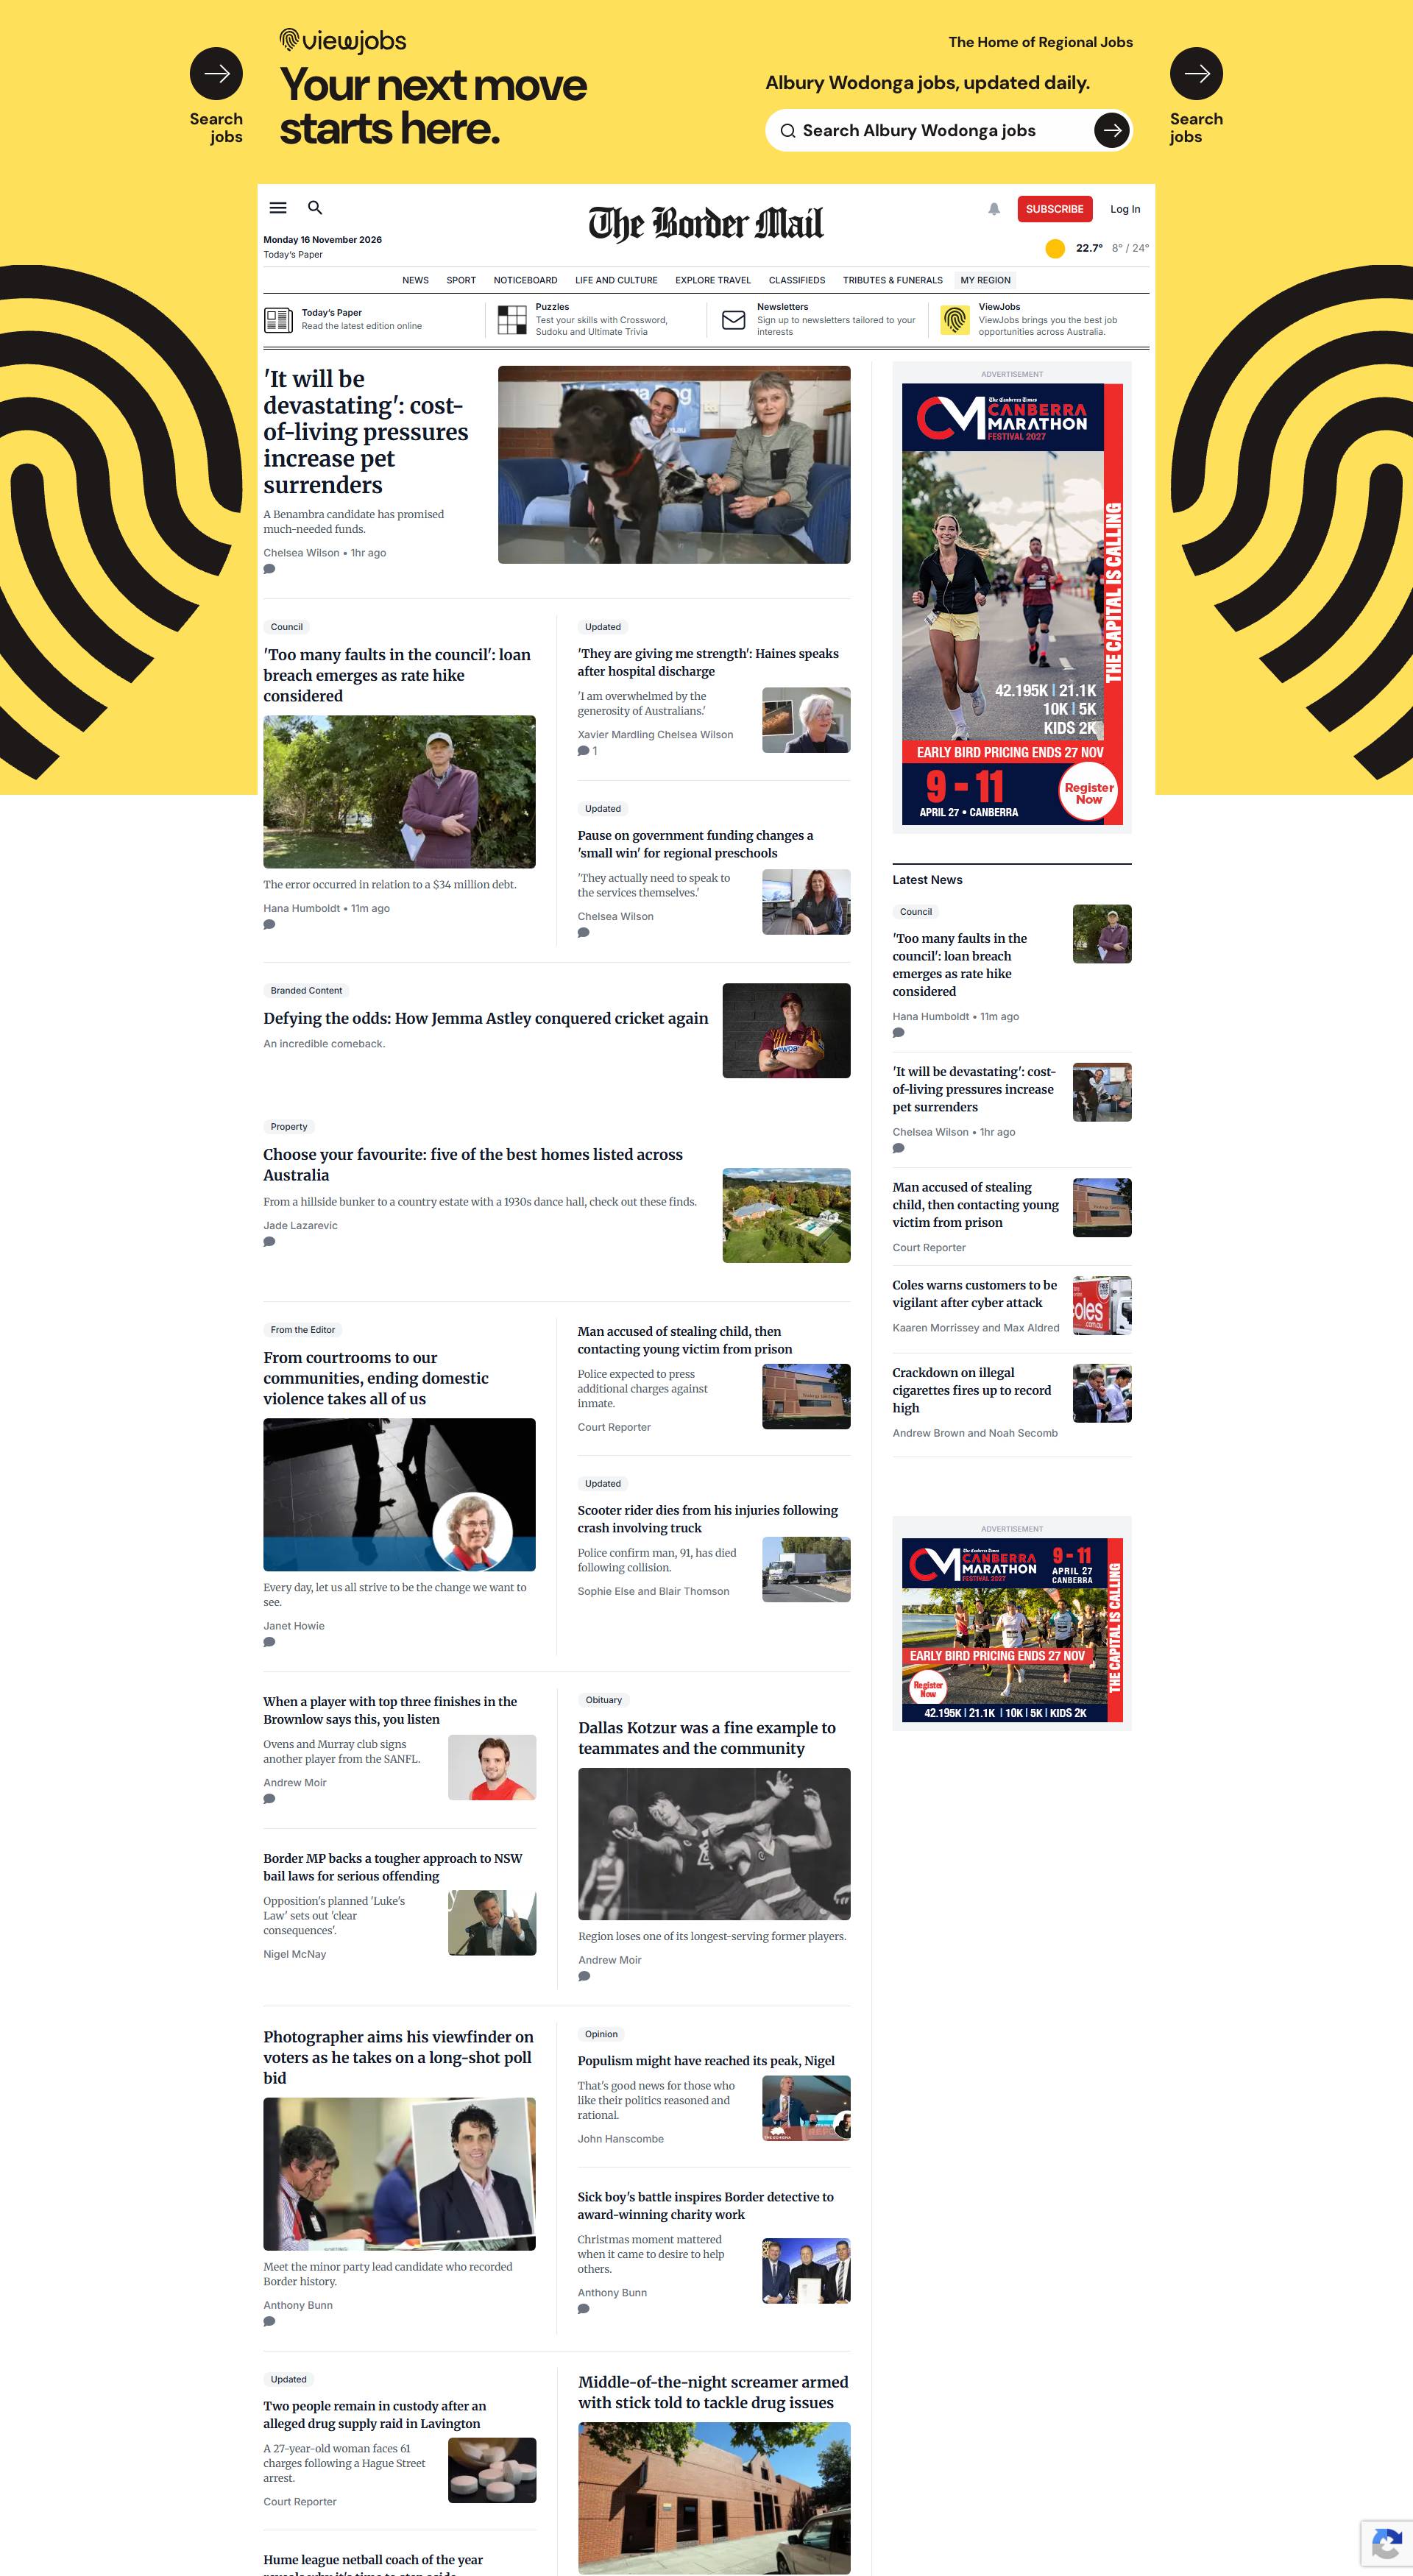 viewjobs
Your next move
starts here.
The Home of Regional Jobs
Albury Wodonga jobs, updated daily.
Search Albury Wodonga jobs
Search
jobs
Search
jobs
The Border Mail
SUBSCRIBE
Log In
Monday 16 November 2026
Today's Paper
22.7° 8° / 24°
NEWS SPORT NOTICEBOARD LIFE AND CULTURE EXPLORE TRAVEL CLASSIFIEDS TRIBUTES & FUNERALS MY REGION
Today's Paper
Read the latest edition online
Puzzles
Test your skills with Crossword,
Sudoku and Ultimate Trivia
Newsletters
Sign up to newsletters tailored to your
interests
ViewJobs
ViewJobs brings you the best job
opportunities across Australia.
'It will be
devastating': cost-
of-living pressures
increase pet
surrenders
A Benambra candidate has promised
much-needed funds.
Chelsea Wilson • 1hr ago
Council
'Too many faults in the council': loan
breach emerges as rate hike
considered
The error occurred in relation to a $34 million debt.
Hana Humboldt • 11m ago
Updated
'They are giving me strength': Haines speaks
after hospital discharge
'I am overwhelmed by the
generosity of Australians.'
Xavier Mardling Chelsea Wilson
1
Updated
Pause on government funding changes a
'small win' for regional preschools
'They actually need to speak to
the services themselves.'
Chelsea Wilson
Branded Content
Defying the odds: How Jemma Astley conquered cricket again
An incredible comeback.
Property
Choose your favourite: five of the best homes listed across
Australia
From a hillside bunker to a country estate with a 1930s dance hall, check out these finds.
Jade Lazarevic
From the Editor
From courtrooms to our
communities, ending domestic
violence takes all of us
Every day, let us all strive to be the change we want to
see.
Janet Howie
Man accused of stealing child, then
contacting young victim from prison
Police expected to press
additional charges against
inmate.
Court Reporter
Updated
Scooter rider dies from his injuries following
crash involving truck
Police confirm man, 91, has died
following collision.
Sophie Else and Blair Thomson
When a player with top three finishes in the
Brownlow says this, you listen
Ovens and Murray club signs
another player from the SANFL.
Andrew Moir
Border MP backs a tougher approach to NSW
bail laws for serious offending
Opposition's planned 'Luke's
Law' sets out 'clear
consequences'.
Nigel McNay
Obituary
Dallas Kotzur was a fine example to
teammates and the community
Region loses one of its longest-serving former players.
Andrew Moir
Photographer aims his viewfinder on
voters as he takes on a long-shot poll
bid
Meet the minor party lead candidate who recorded
Border history.
Anthony Bunn
Opinion
Populism might have reached its peak, Nigel
That's good news for those who
like their politics reasoned and
rational.
John Hanscombe
Sick boy's battle inspires Border detective to
award-winning charity work
Christmas moment mattered
when it came to desire to help
others.
Anthony Bunn
Updated
Two people remain in custody after an
alleged drug supply raid in Lavington
A 27-year-old woman faces 61
charges following a Hague Street
arrest.
Court Reporter
Hume league netball coach of the year
Middle-of-the-night screamer armed
with stick told to tackle drug issues
ADVERTISEMENT
The Canberra Times
CM CANBERRA
MARATHON
FESTIVAL 2027
THE CAPITAL IS CALLING
42.195K | 21.1K
10K | 5K
KIDS 2K
EARLY BIRD PRICING ENDS 27 NOV
9 - 11
APRIL 27 • CANBERRA
Register
Now
Latest News
Council
'Too many faults in the
council': loan breach
emerges as rate hike
considered
Hana Humboldt • 11m ago
'It will be devastating': cost-
of-living pressures increase
pet surrenders
Chelsea Wilson • 1hr ago
Man accused of stealing
child, then contacting young
victim from prison
Court Reporter
Coles warns customers to be
vigilant after cyber attack
Kaaren Morrissey and Max Aldred
coles
.com.au
Crackdown on illegal
cigarettes fires up to record
high
Andrew Brown and Noah Secomb
ADVERTISEMENT
The Canberra Times
CM CANBERRA
MARATHON
FESTIVAL 2027
9 - 11
APRIL 27
CANBERRA
THE CAPITAL IS CALLING
EARLY BIRD PRICING ENDS 27 NOV
Register
Now
42.195K | 21.1K | 10K | 5K | KIDS 2K